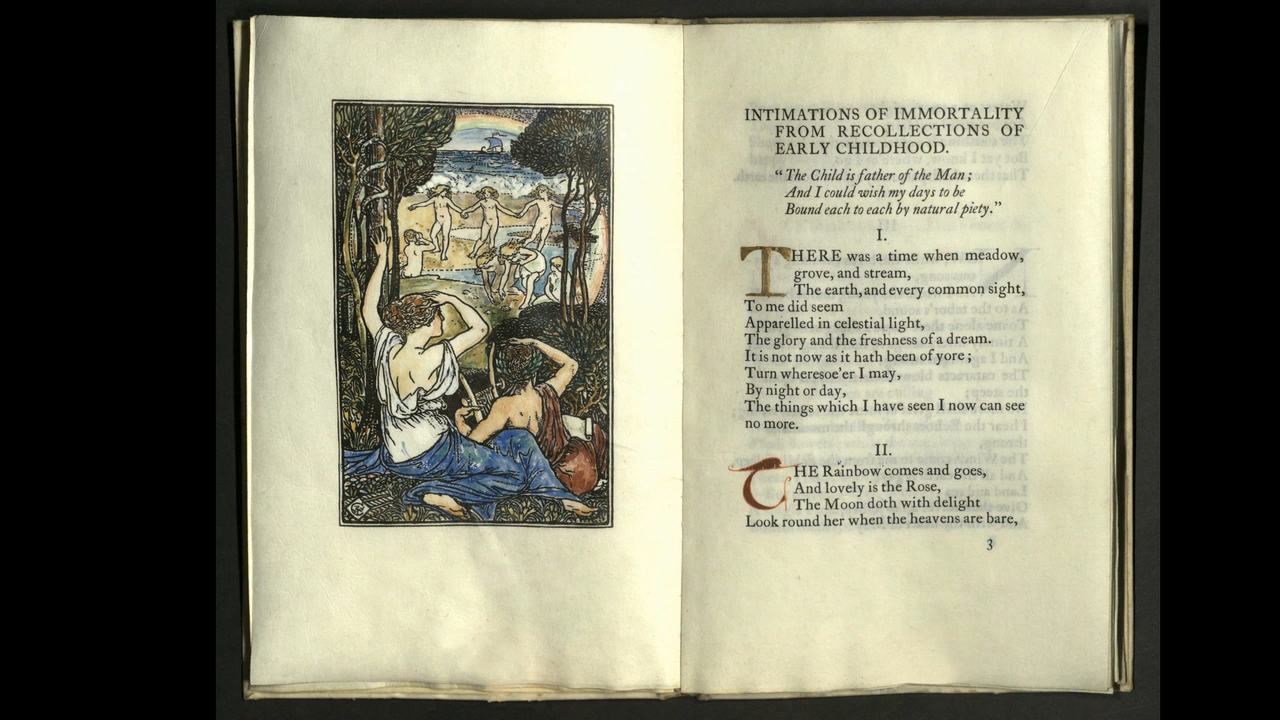 INTIMATIONS OF IMMORTALITY
FROM RECOLLECTIONS OF
EARLY CHILDHOOD.
"The Child is father of the Man;
And I could wish my days to be
Bound each to each by natural piety."
I.
THERE was a time when meadow,
grove, and stream,
The earth, and every common sight,
To me did seem
Apparelled in celestial light,
The glory and the freshness of a dream.
It is not now as it hath been of yore;
Turn wheresoe'er I may,
By night or day,
The things which I have seen I now can see
no more.
II.
THE Rainbow comes and goes,
And lovely is the Rose,
The Moon doth with delight
Look round her when the heavens are bare,
3